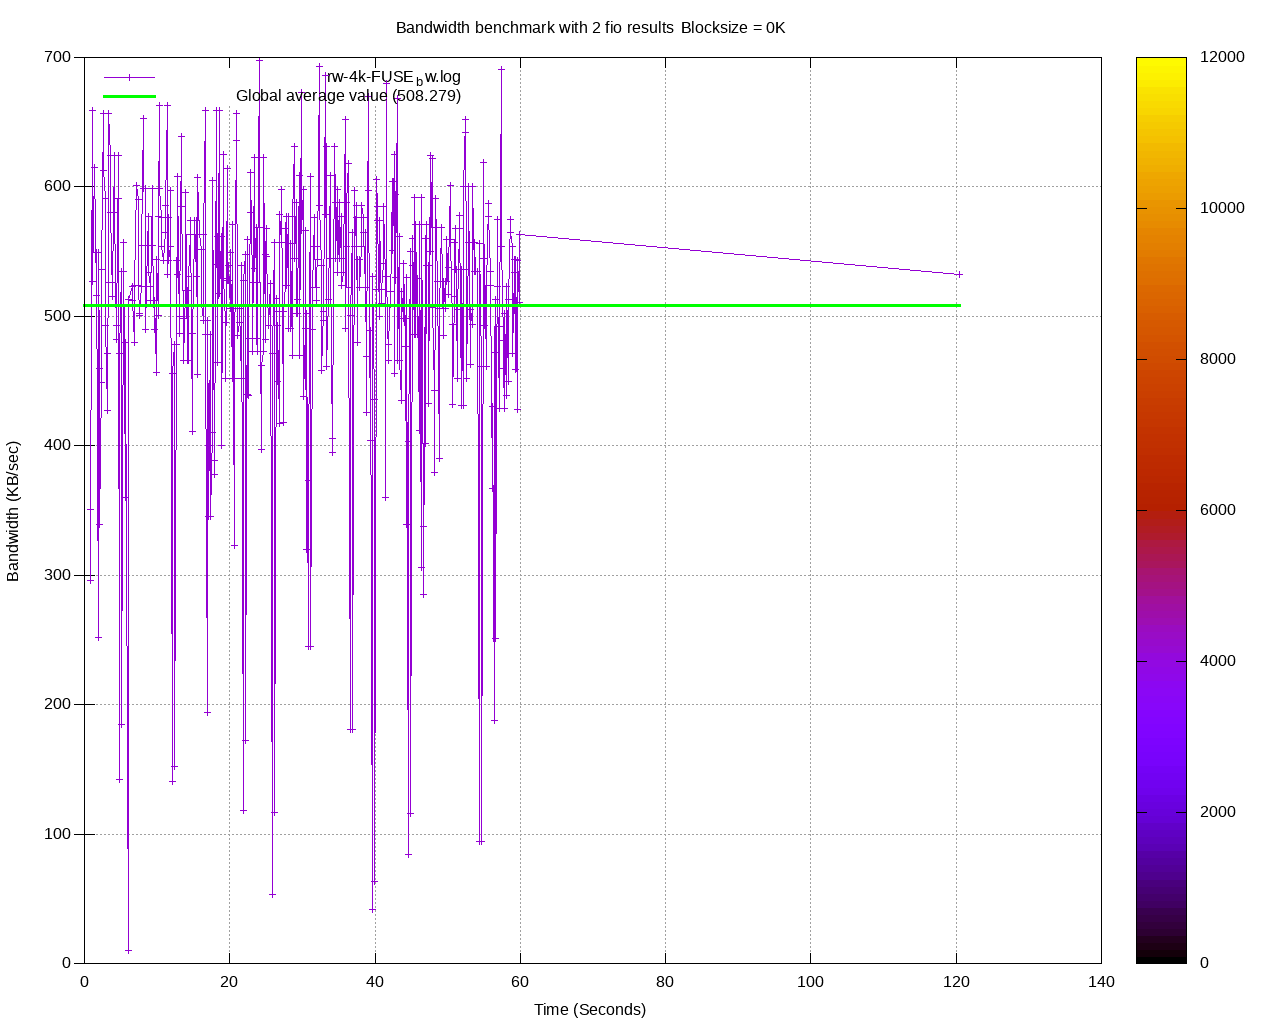 Bandwidth benchmark with 2 fio results Blocksize = 0K
rw-4k-FUSE_bw.log
Global average value (508.279)
700
600
500
400
300
200
100
0
Bandwidth (KB/sec)
0 20 40 60 80 100 120 140
Time (Seconds)
12000
10000
8000
6000
4000
2000
0